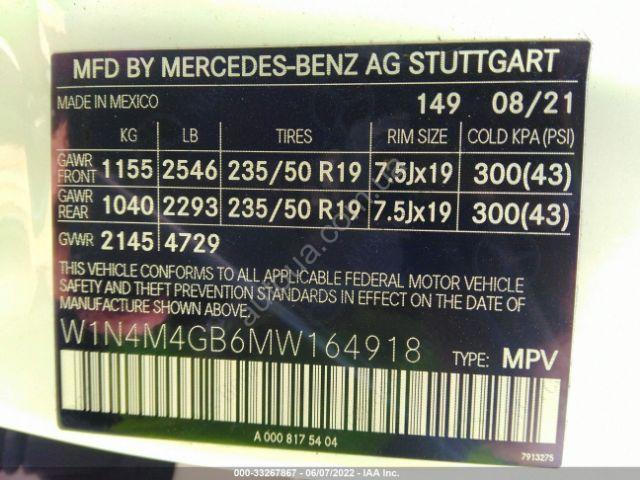 MFD BY MERCEDES-BENZ AG STUTTGART
MADE IN MEXICO 149 08/21
KG LB TIRES RIM SIZE COLD KPA (PSI)
GAWR FRONT 1155 2546 235/50 R19 7.5Jx19 300(43)
GAWR REAR 1040 2293 235/50 R19 7.5Jx19 300(43)
GVWR 2145 4729
THIS VEHICLE CONFORMS TO ALL APPLICABLE FEDERAL MOTOR VEHICLE
SAFETY AND THEFT PREVENTION STANDARDS IN EFFECT ON THE DATE OF
MANUFACTURE SHOWN ABOVE.
W1N4M4GB6MW164918 TYPE: MPV
A 000 817 54 04
7913275
000-33267867 - 06/07/2022 - IAA Inc.